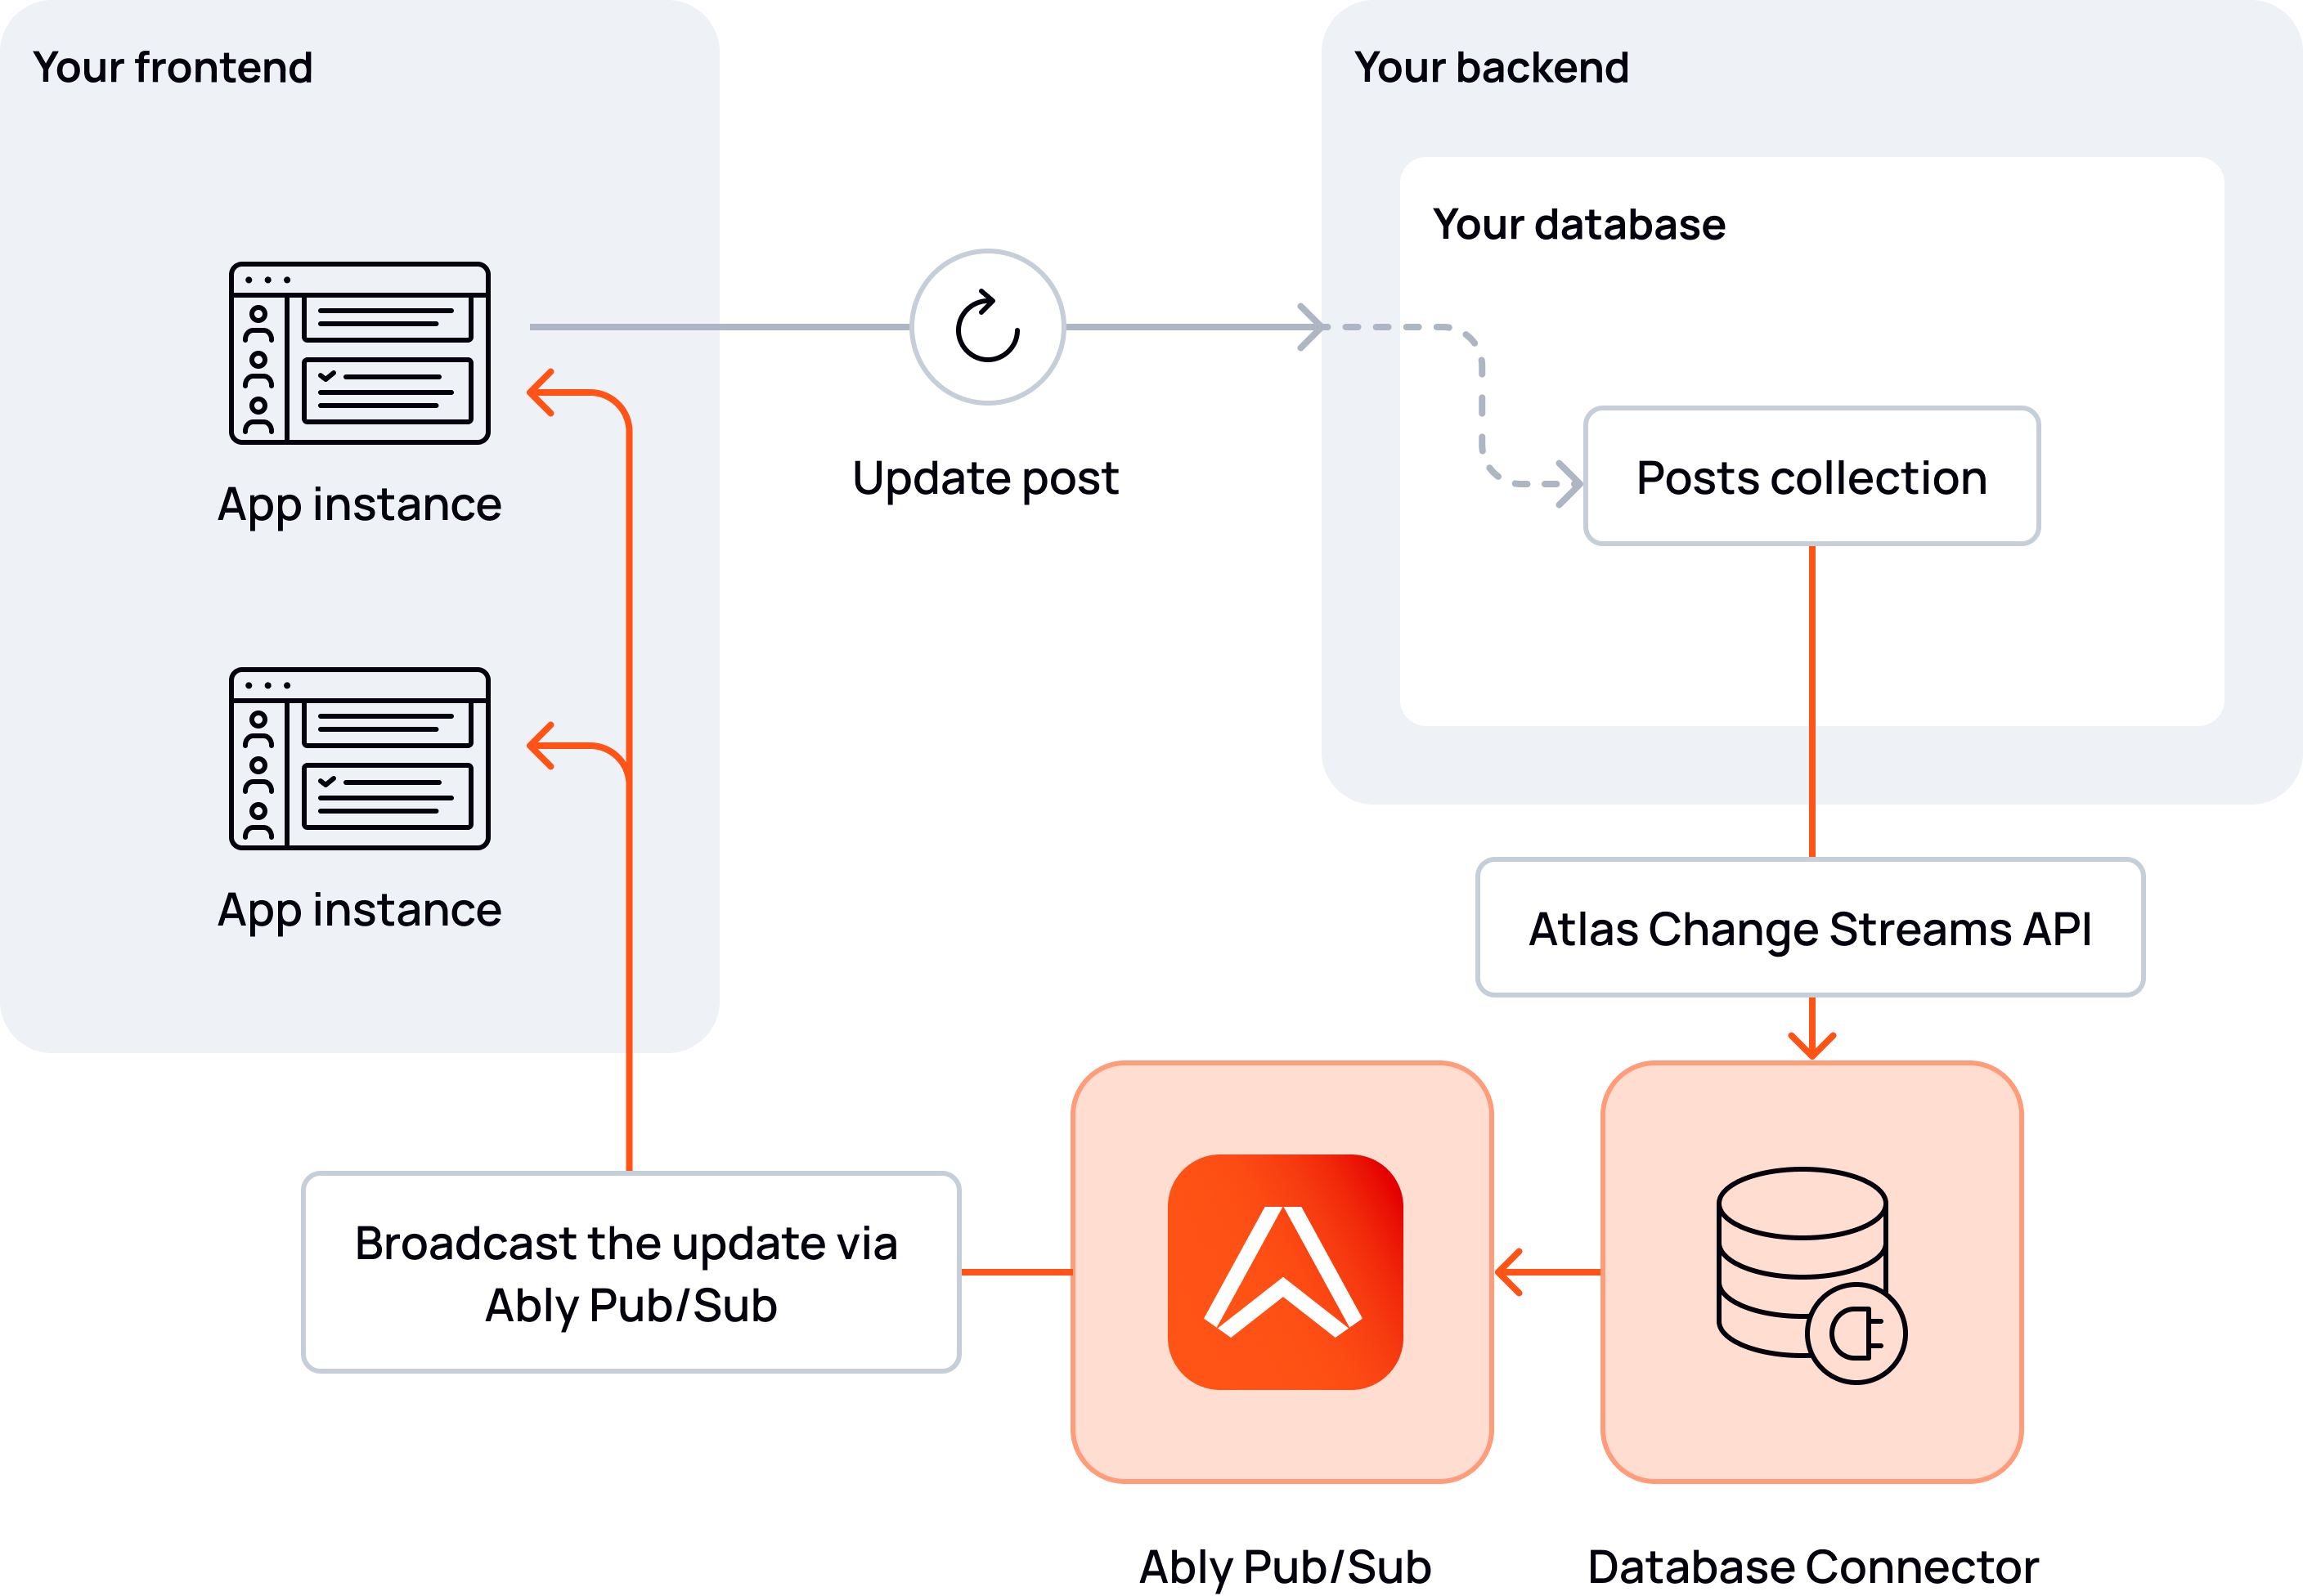 Your frontend
Your backend
Your database
App instance
Update post
Posts collection
App instance
Atlas Change Streams API
Broadcast the update via
Ably Pub/Sub
Ably Pub/Sub
Database Connector